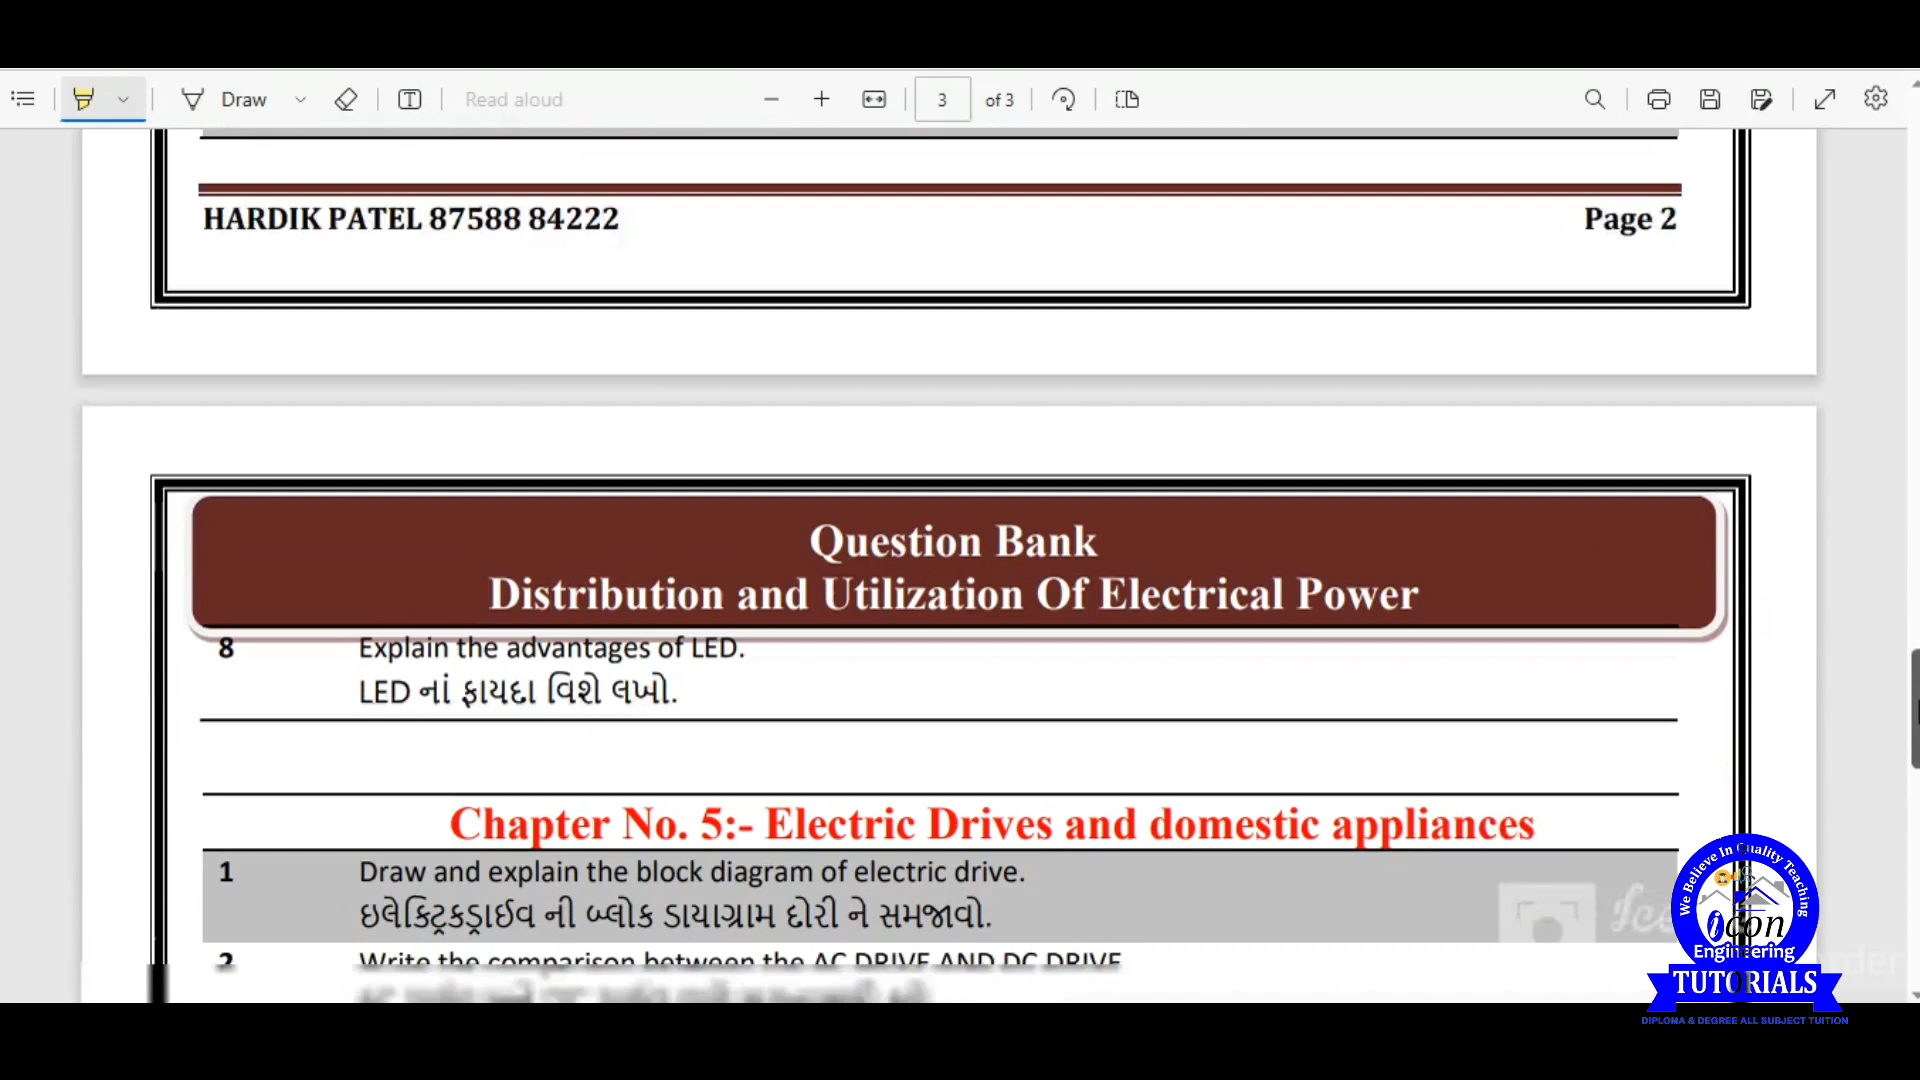 Draw
Read aloud
3
of 3
HARDIK PATEL 87588 84222
Page 2
Question Bank
Distribution and Utilization Of Electrical Power
8 Explain the advantages of LED.
LED નાં ફાયદા વિશે લખો.
Chapter No. 5:- Electric Drives and domestic appliances
1 Draw and explain the block diagram of electric drive.
ઇલેક્ટ્રિકડ્રાઈવ ની બ્લોક ડાયાગ્રામ દોરી ને સમજાવો.
2 Write the comparison between the AC DRIVE AND DC DRIVE
We Believe In Quality Teaching
icon
Engineering
TUTORIALS
DIPLOMA & DEGREE ALL SUBJECT TUITION